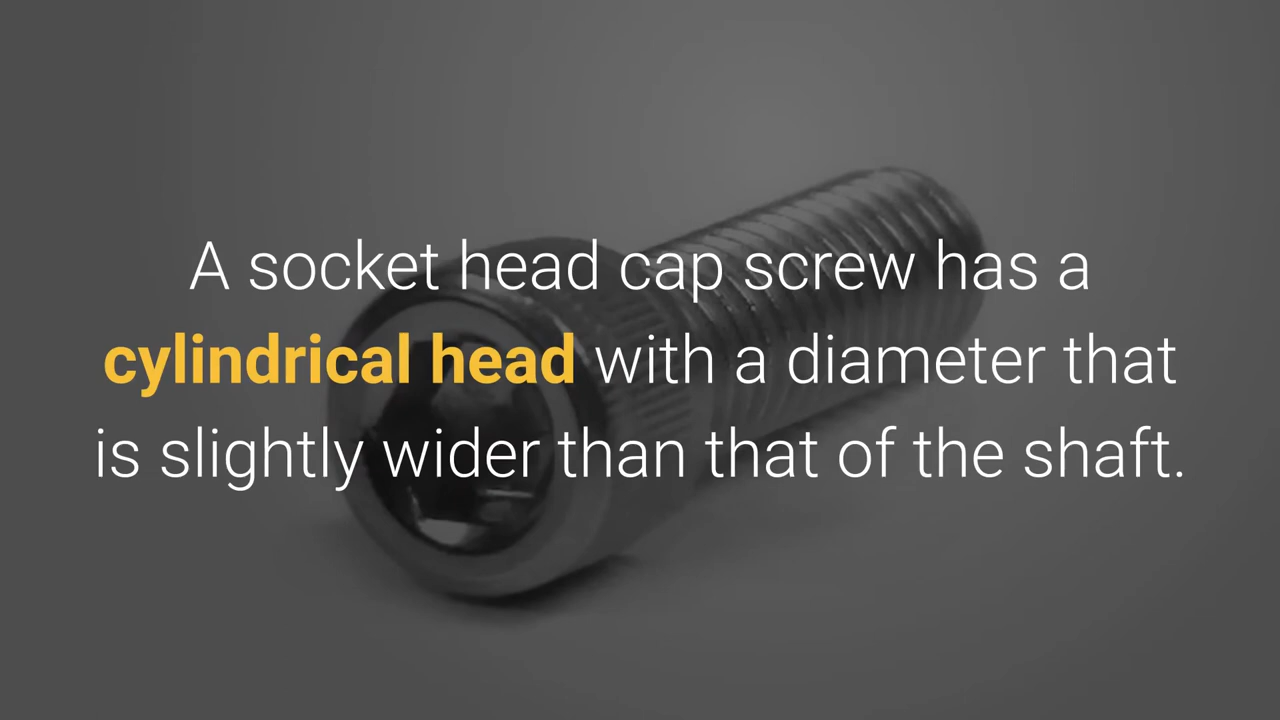 A socket head cap screw has a
cylindrical head with a diameter that
is slightly wider than that of the shaft.